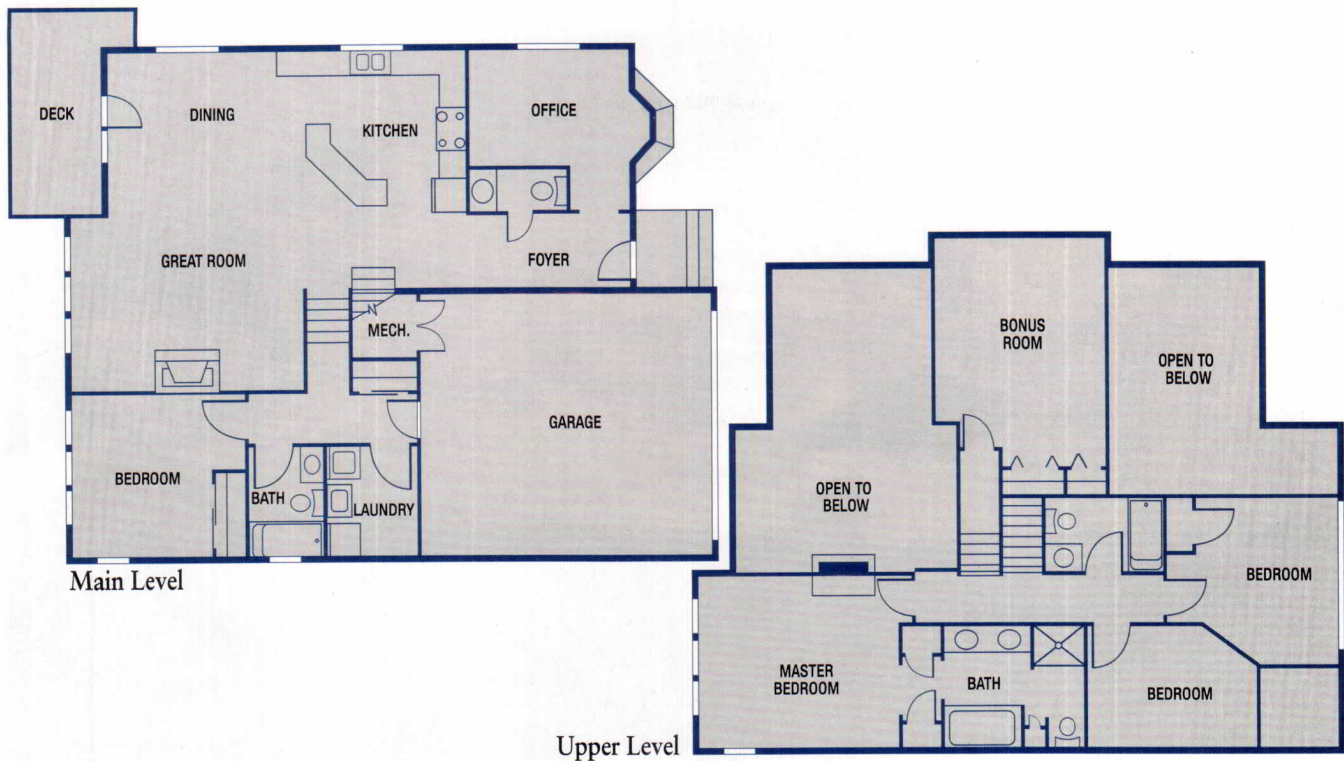 DECK
DINING
KITCHEN
OFFICE
GREAT ROOM
FOYER
MECH.
GARAGE
BEDROOM
BATH
LAUNDRY
Main Level
BONUS
ROOM
OPEN TO
BELOW
OPEN TO
BELOW
BEDROOM
MASTER
BEDROOM
BATH
BEDROOM
Upper Level